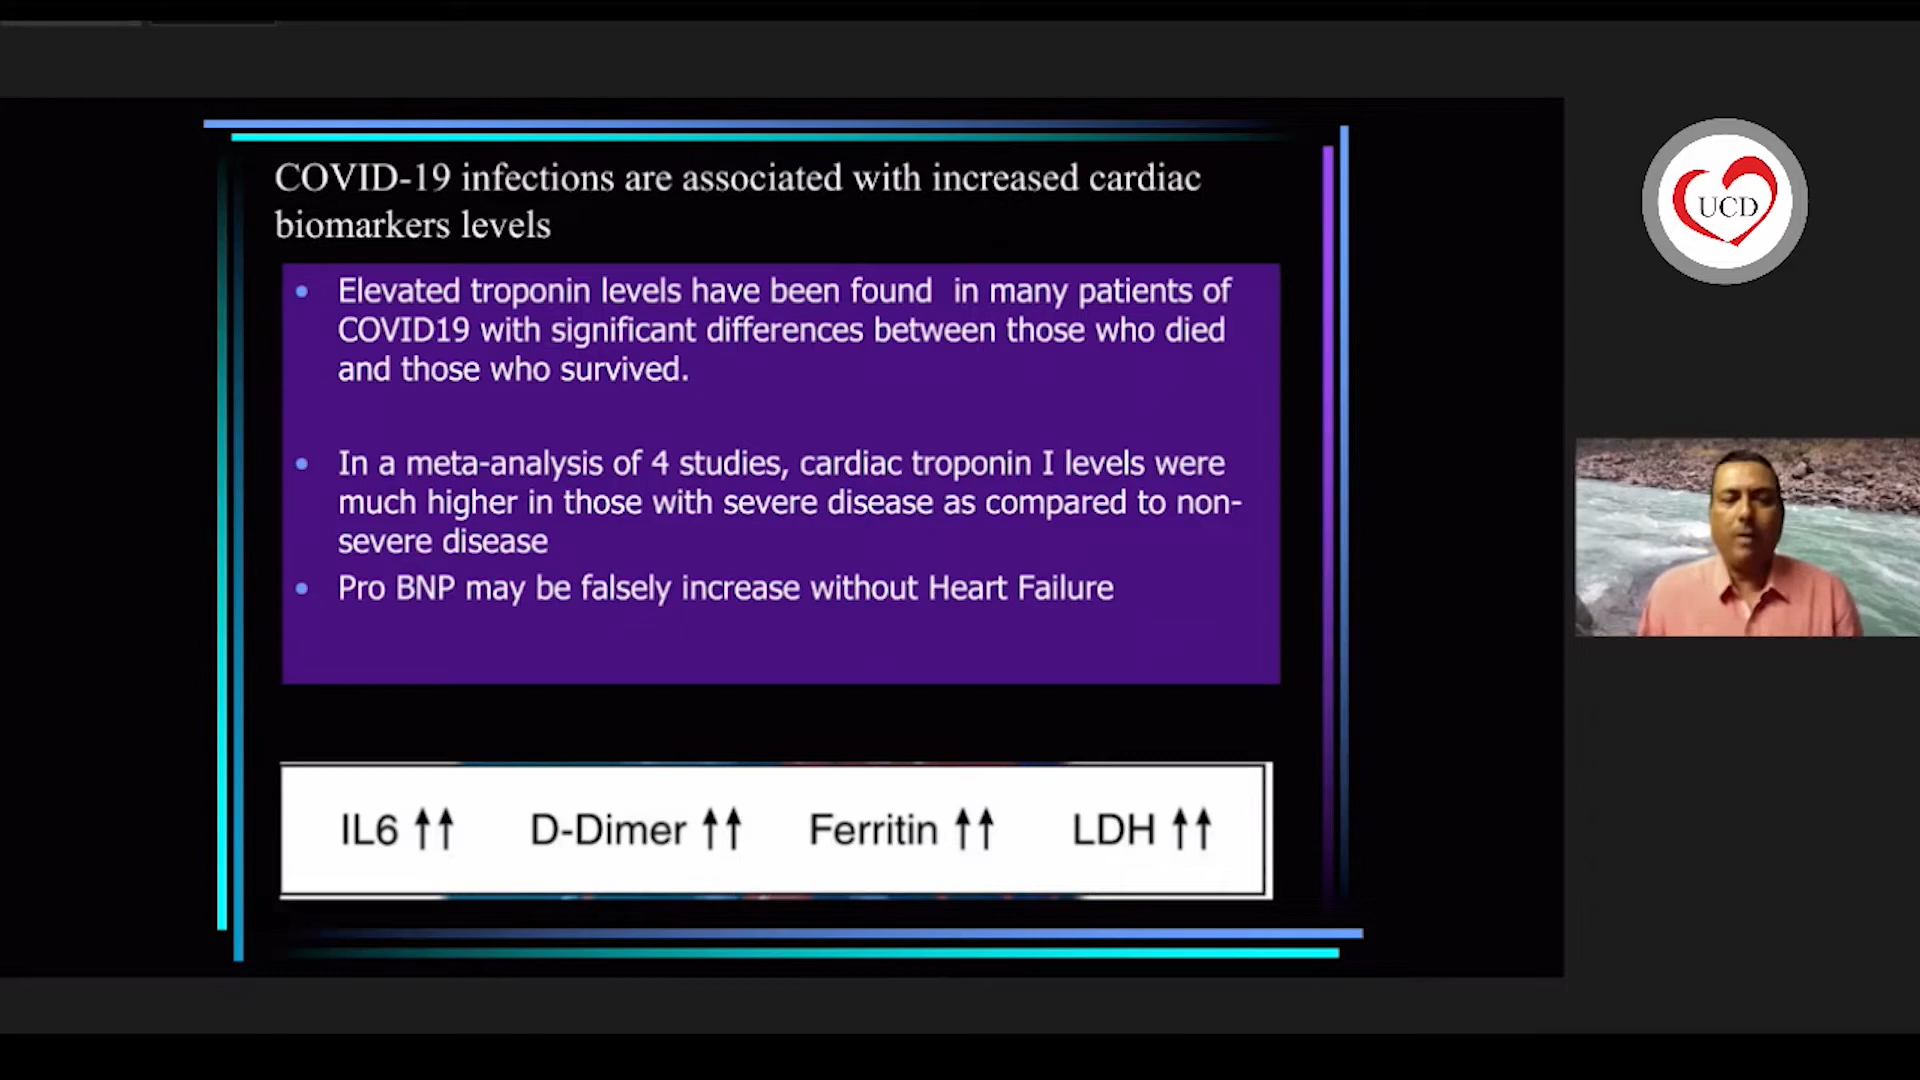 COVID-19 infections are associated with increased cardiac
biomarkers levels
• Elevated troponin levels have been found in many patients of
COVID19 with significant differences between those who died
and those who survived.
• In a meta-analysis of 4 studies, cardiac troponin I levels were
much higher in those with severe disease as compared to non-
severe disease
• Pro BNP may be falsely increase without Heart Failure
IL6 ↑↑ D-Dimer ↑↑ Ferritin ↑↑ LDH ↑↑
UCD